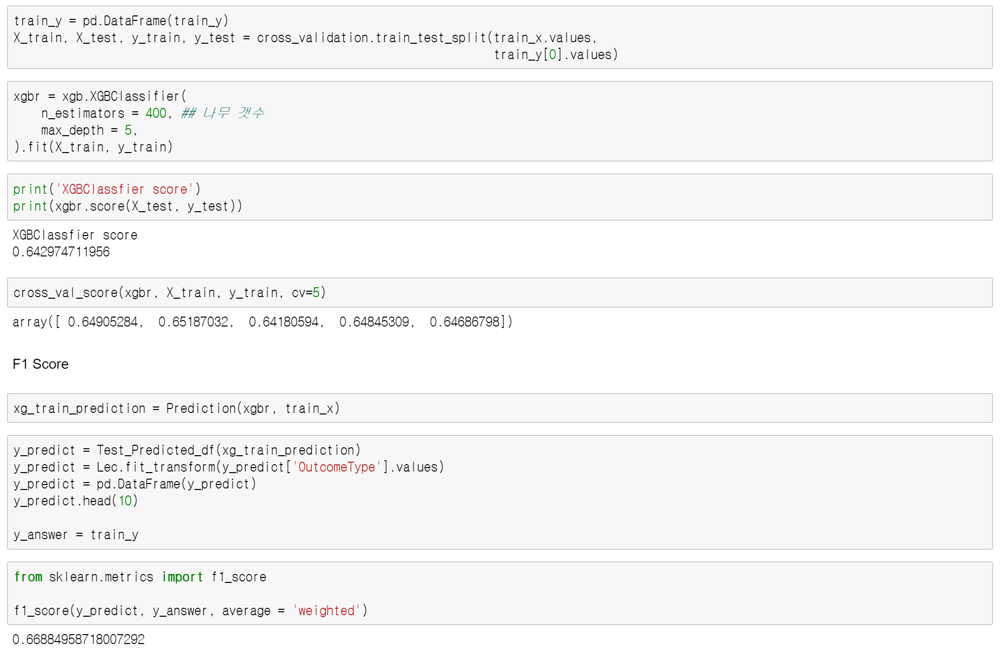 train_y = pd.DataFrame(train_y)
X_train, X_test, y_train, y_test = cross_validation.train_test_split(train_x.values,
train_y[0].values)
xgbr = xgb.XGBClassifier(
n_estimators = 400, ## 나무 갯수
max_depth = 5,
).fit(X_train, y_train)
print('XGBClassfier score')
print(xgbr.score(X_test, y_test))
XGBClassfier score
0.642974711956
cross_val_score(xgbr, X_train, y_train, cv=5)
array([ 0.64905284, 0.65187032, 0.64180594, 0.64845309, 0.64686798])
F1 Score
xg_train_prediction = Prediction(xgbr, train_x)
y_predict = Test_Predicted_df(xg_train_prediction)
y_predict = Lec.fit_transform(y_predict['OutcomeType'].values)
y_predict = pd.DataFrame(y_predict)
y_predict.head(10)
y_answer = train_y
from sklearn.metrics import f1_score
f1_score(y_predict, y_answer, average = 'weighted')
0.66884958718007292